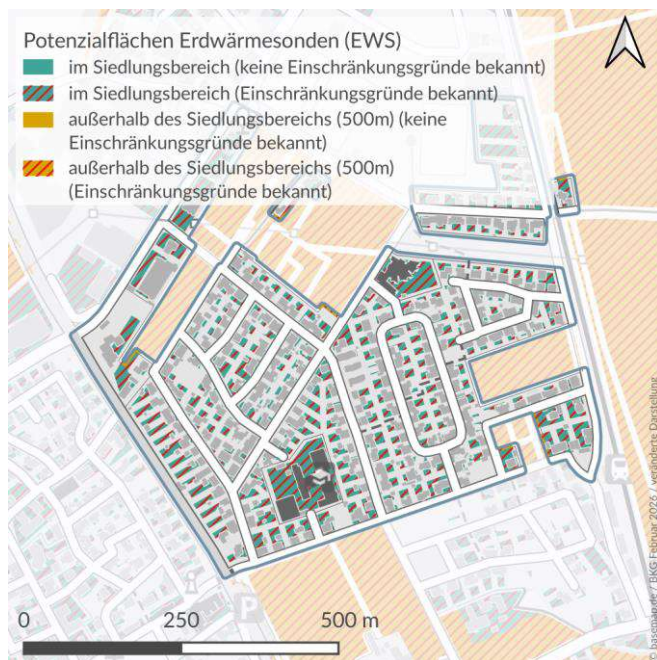 Potenzialflächen Erdwärmesonden (EWS)
im Siedlungsbereich (keine Einschränkungsgründe bekannt)
im Siedlungsbereich (Einschränkungsgründe bekannt)
außerhalb des Siedlungsbereichs (500m) (keine
Einschränkungsgründe bekannt)
außerhalb des Siedlungsbereichs (500m)
(Einschränkungsgründe bekannt)
P
0 250 500 m
© basemap.de / BKG Februar 2026 / veränderte Darstellung